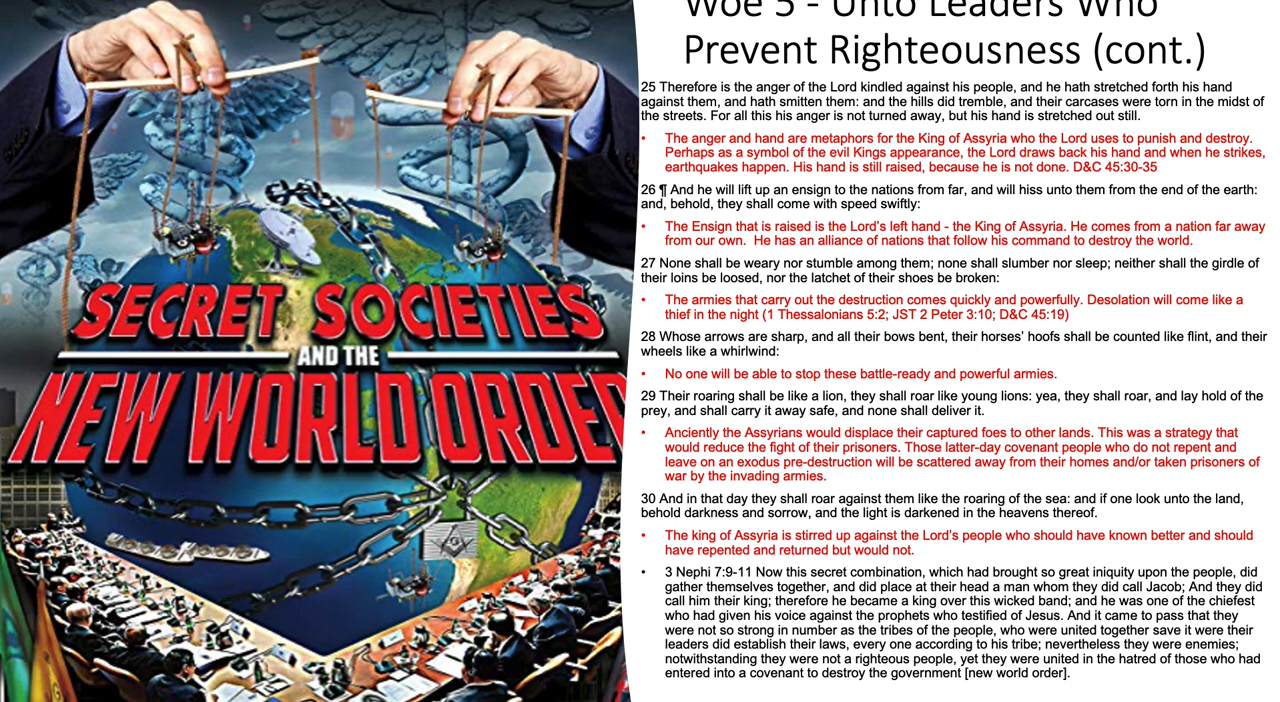 SECRET SOCIETIES
AND THE
NEW WORLD ORDER
Woe 5 - Unto Leaders Who
Prevent Righteousness (cont.)
25 Therefore is the anger of the Lord kindled against his people, and he hath stretched forth his hand
against them, and hath smitten them: and the hills did tremble, and their carcases were torn in the midst of
the streets. For all this his anger is not turned away, but his hand is stretched out still.
• The anger and hand are metaphors for the King of Assyria who the Lord uses to punish and destroy.
Perhaps as a symbol of the evil Kings appearance, the Lord draws back his hand and when he strikes,
earthquakes happen. His hand is still raised, because he is not done. D&C 45:30-35
26 ¶ And he will lift up an ensign to the nations from far, and will hiss unto them from the end of the earth:
and, behold, they shall come with speed swiftly:
• The Ensign that is raised is the Lord's left hand - the King of Assyria. He comes from a nation far away
from our own. He has an alliance of nations that follow his command to destroy the world.
27 None shall be weary nor stumble among them; none shall slumber nor sleep; neither shall the girdle of
their loins be loosed, nor the latchet of their shoes be broken:
• The armies that carry out the destruction comes quickly and powerfully. Desolation will come like a
thief in the night (1 Thessalonians 5:2; JST 2 Peter 3:10; D&C 45:19)
28 Whose arrows are sharp, and all their bows bent, their horses' hoofs shall be counted like flint, and their
wheels like a whirlwind:
• No one will be able to stop these battle-ready and powerful armies.
29 Their roaring shall be like a lion, they shall roar like young lions: yea, they shall roar, and lay hold of the
prey, and shall carry it away safe, and none shall deliver it.
• Anciently the Assyrians would displace their captured foes to other lands. This was a strategy that
would reduce the fight of their prisoners. Those latter-day covenant people who do not repent and
leave on an exodus pre-destruction will be scattered away from their homes and/or taken prisoners of
war by the invading armies.
30 And in that day they shall roar against them like the roaring of the sea: and if one look unto the land,
behold darkness and sorrow, and the light is darkened in the heavens thereof.
• The king of Assyria is stirred up against the Lord's people who should have known better and should
have repented and returned but would not.
• 3 Nephi 7:9-11 Now this secret combination, which had brought so great iniquity upon the people, did
gather themselves together, and did place at their head a man whom they did call Jacob; And they did
call him their king; therefore he became a king over this wicked band; and he was one of the chiefest
who had given his voice against the prophets who testified of Jesus. And it came to pass that they
were not so strong in number as the tribes of the people, who were united together save it were their
leaders did establish their laws, every one according to his tribe; nevertheless they were enemies;
notwithstanding they were not a righteous people, yet they were united in the hatred of those who had
entered into a covenant to destroy the government [new world order].